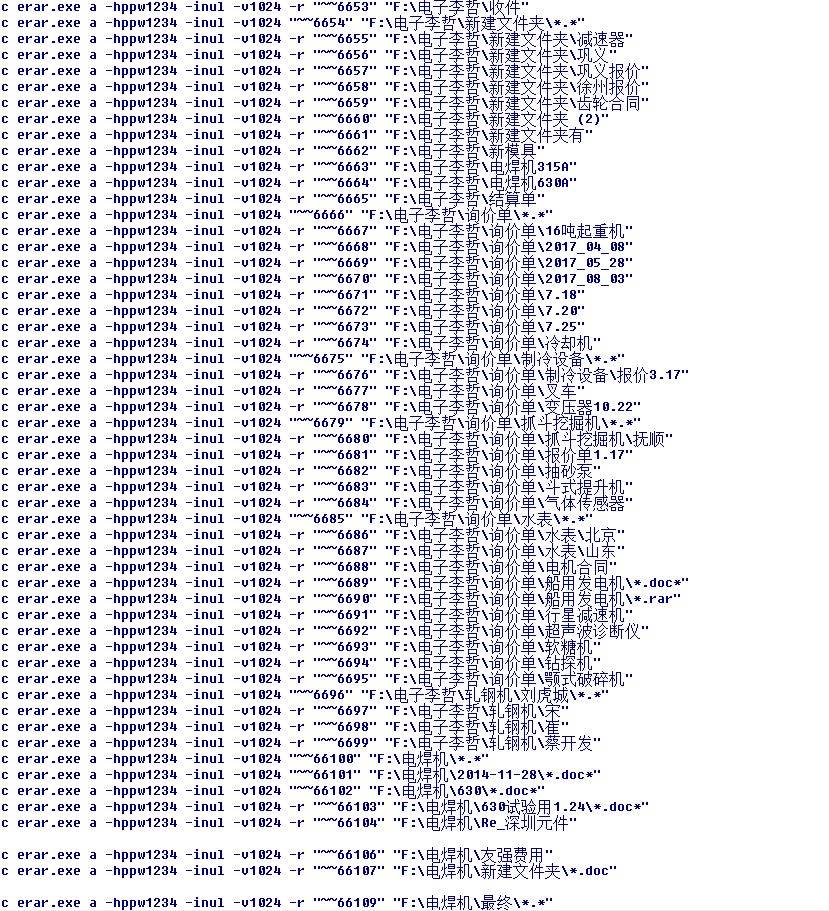 c erar.exe a -hppw1234 -inul -v1024 -r "~~6653" "F:\电子李哲\收件"
c erar.exe a -hppw1234 -inul -v1024 "~~6654" "F:\电子李哲\新建文件夹\*.*"
c erar.exe a -hppw1234 -inul -v1024 -r "~~6655" "F:\电子李哲\新建文件夹\减速器"
c erar.exe a -hppw1234 -inul -v1024 -r "~~6656" "F:\电子李哲\新建文件夹\巩义"
c erar.exe a -hppw1234 -inul -v1024 -r "~~6657" "F:\电子李哲\新建文件夹\巩义报价"
c erar.exe a -hppw1234 -inul -v1024 -r "~~6658" "F:\电子李哲\新建文件夹\徐州报价"
c erar.exe a -hppw1234 -inul -v1024 -r "~~6659" "F:\电子李哲\新建文件夹\齿轮合同"
c erar.exe a -hppw1234 -inul -v1024 -r "~~6660" "F:\电子李哲\新建文件夹 (2)"
c erar.exe a -hppw1234 -inul -v1024 -r "~~6661" "F:\电子李哲\新建文件夹有"
c erar.exe a -hppw1234 -inul -v1024 -r "~~6662" "F:\电子李哲\新模具"
c erar.exe a -hppw1234 -inul -v1024 -r "~~6663" "F:\电子李哲\电焊机315A"
c erar.exe a -hppw1234 -inul -v1024 -r "~~6664" "F:\电子李哲\电焊机630A"
c erar.exe a -hppw1234 -inul -v1024 -r "~~6665" "F:\电子李哲\结算单"
c erar.exe a -hppw1234 -inul -v1024 "~~6666" "F:\电子李哲\询价单\*.*"
c erar.exe a -hppw1234 -inul -v1024 -r "~~6667" "F:\电子李哲\询价单\16吨起重机"
c erar.exe a -hppw1234 -inul -v1024 -r "~~6668" "F:\电子李哲\询价单\2017_04_08"
c erar.exe a -hppw1234 -inul -v1024 -r "~~6669" "F:\电子李哲\询价单\2017_05_28"
c erar.exe a -hppw1234 -inul -v1024 -r "~~6670" "F:\电子李哲\询价单\2017_08_03"
c erar.exe a -hppw1234 -inul -v1024 -r "~~6671" "F:\电子李哲\询价单\7.18"
c erar.exe a -hppw1234 -inul -v1024 -r "~~6672" "F:\电子李哲\询价单\7.20"
c erar.exe a -hppw1234 -inul -v1024 -r "~~6673" "F:\电子李哲\询价单\7.25"
c erar.exe a -hppw1234 -inul -v1024 -r "~~6674" "F:\电子李哲\询价单\冷却机"
c erar.exe a -hppw1234 -inul -v1024 "~~6675" "F:\电子李哲\询价单\制冷设备\*.*"
c erar.exe a -hppw1234 -inul -v1024 -r "~~6676" "F:\电子李哲\询价单\制冷设备\报价3.17"
c erar.exe a -hppw1234 -inul -v1024 -r "~~6677" "F:\电子李哲\询价单\叉车"
c erar.exe a -hppw1234 -inul -v1024 -r "~~6678" "F:\电子李哲\询价单\变压器10.22"
c erar.exe a -hppw1234 -inul -v1024 "~~6679" "F:\电子李哲\询价单\抓斗挖掘机\*.*"
c erar.exe a -hppw1234 -inul -v1024 -r "~~6680" "F:\电子李哲\询价单\抓斗挖掘机\抚顺"
c erar.exe a -hppw1234 -inul -v1024 -r "~~6681" "F:\电子李哲\询价单\报价单1.17"
c erar.exe a -hppw1234 -inul -v1024 -r "~~6682" "F:\电子李哲\询价单\抽砂泵"
c erar.exe a -hppw1234 -inul -v1024 -r "~~6683" "F:\电子李哲\询价单\斗式提升机"
c erar.exe a -hppw1234 -inul -v1024 -r "~~6684" "F:\电子李哲\询价单\气体传感器"
c erar.exe a -hppw1234 -inul -v1024 "~~6685" "F:\电子李哲\询价单\水表\*.*"
c erar.exe a -hppw1234 -inul -v1024 -r "~~6686" "F:\电子李哲\询价单\水表\北京"
c erar.exe a -hppw1234 -inul -v1024 -r "~~6687" "F:\电子李哲\询价单\水表\山东"
c erar.exe a -hppw1234 -inul -v1024 -r "~~6688" "F:\电子李哲\询价单\电机合同"
c erar.exe a -hppw1234 -inul -v1024 -r "~~6689" "F:\电子李哲\询价单\船用发电机\*.doc*"
c erar.exe a -hppw1234 -inul -v1024 -r "~~6690" "F:\电子李哲\询价单\船用发电机\*.rar"
c erar.exe a -hppw1234 -inul -v1024 -r "~~6691" "F:\电子李哲\询价单\行星减速机"
c erar.exe a -hppw1234 -inul -v1024 -r "~~6692" "F:\电子李哲\询价单\超声波诊断仪"
c erar.exe a -hppw1234 -inul -v1024 -r "~~6693" "F:\电子李哲\询价单\软糖机"
c erar.exe a -hppw1234 -inul -v1024 -r "~~6694" "F:\电子李哲\询价单\钻探机"
c erar.exe a -hppw1234 -inul -v1024 -r "~~6695" "F:\电子李哲\询价单\颚式破碎机"
c erar.exe a -hppw1234 -inul -v1024 "~~6696" "F:\电子李哲\轧钢机\刘虎城\*.*"
c erar.exe a -hppw1234 -inul -v1024 -r "~~6697" "F:\电子李哲\轧钢机\宋"
c erar.exe a -hppw1234 -inul -v1024 -r "~~6698" "F:\电子李哲\轧钢机\崔"
c erar.exe a -hppw1234 -inul -v1024 -r "~~6699" "F:\电子李哲\轧钢机\蔡开发"
c erar.exe a -hppw1234 -inul -v1024 "~~66100" "F:\电焊机\*.*"
c erar.exe a -hppw1234 -inul -v1024 "~~66101" "F:\电焊机\2014-11-28\*.doc*"
c erar.exe a -hppw1234 -inul -v1024 "~~66102" "F:\电焊机\630\*.doc*"
c erar.exe a -hppw1234 -inul -v1024 -r "~~66103" "F:\电焊机\630试验用1.24\*.doc*"
c erar.exe a -hppw1234 -inul -v1024 -r "~~66104" "F:\电焊机\Re_深圳元件"
c erar.exe a -hppw1234 -inul -v1024 -r "~~66106" "F:\电焊机\友强费用"
c erar.exe a -hppw1234 -inul -v1024 -r "~~66107" "F:\电焊机\新建文件夹\*.doc"
c erar.exe a -hppw1234 -inul -v1024 -r "~~66109" "F:\电焊机\最终\*.*"